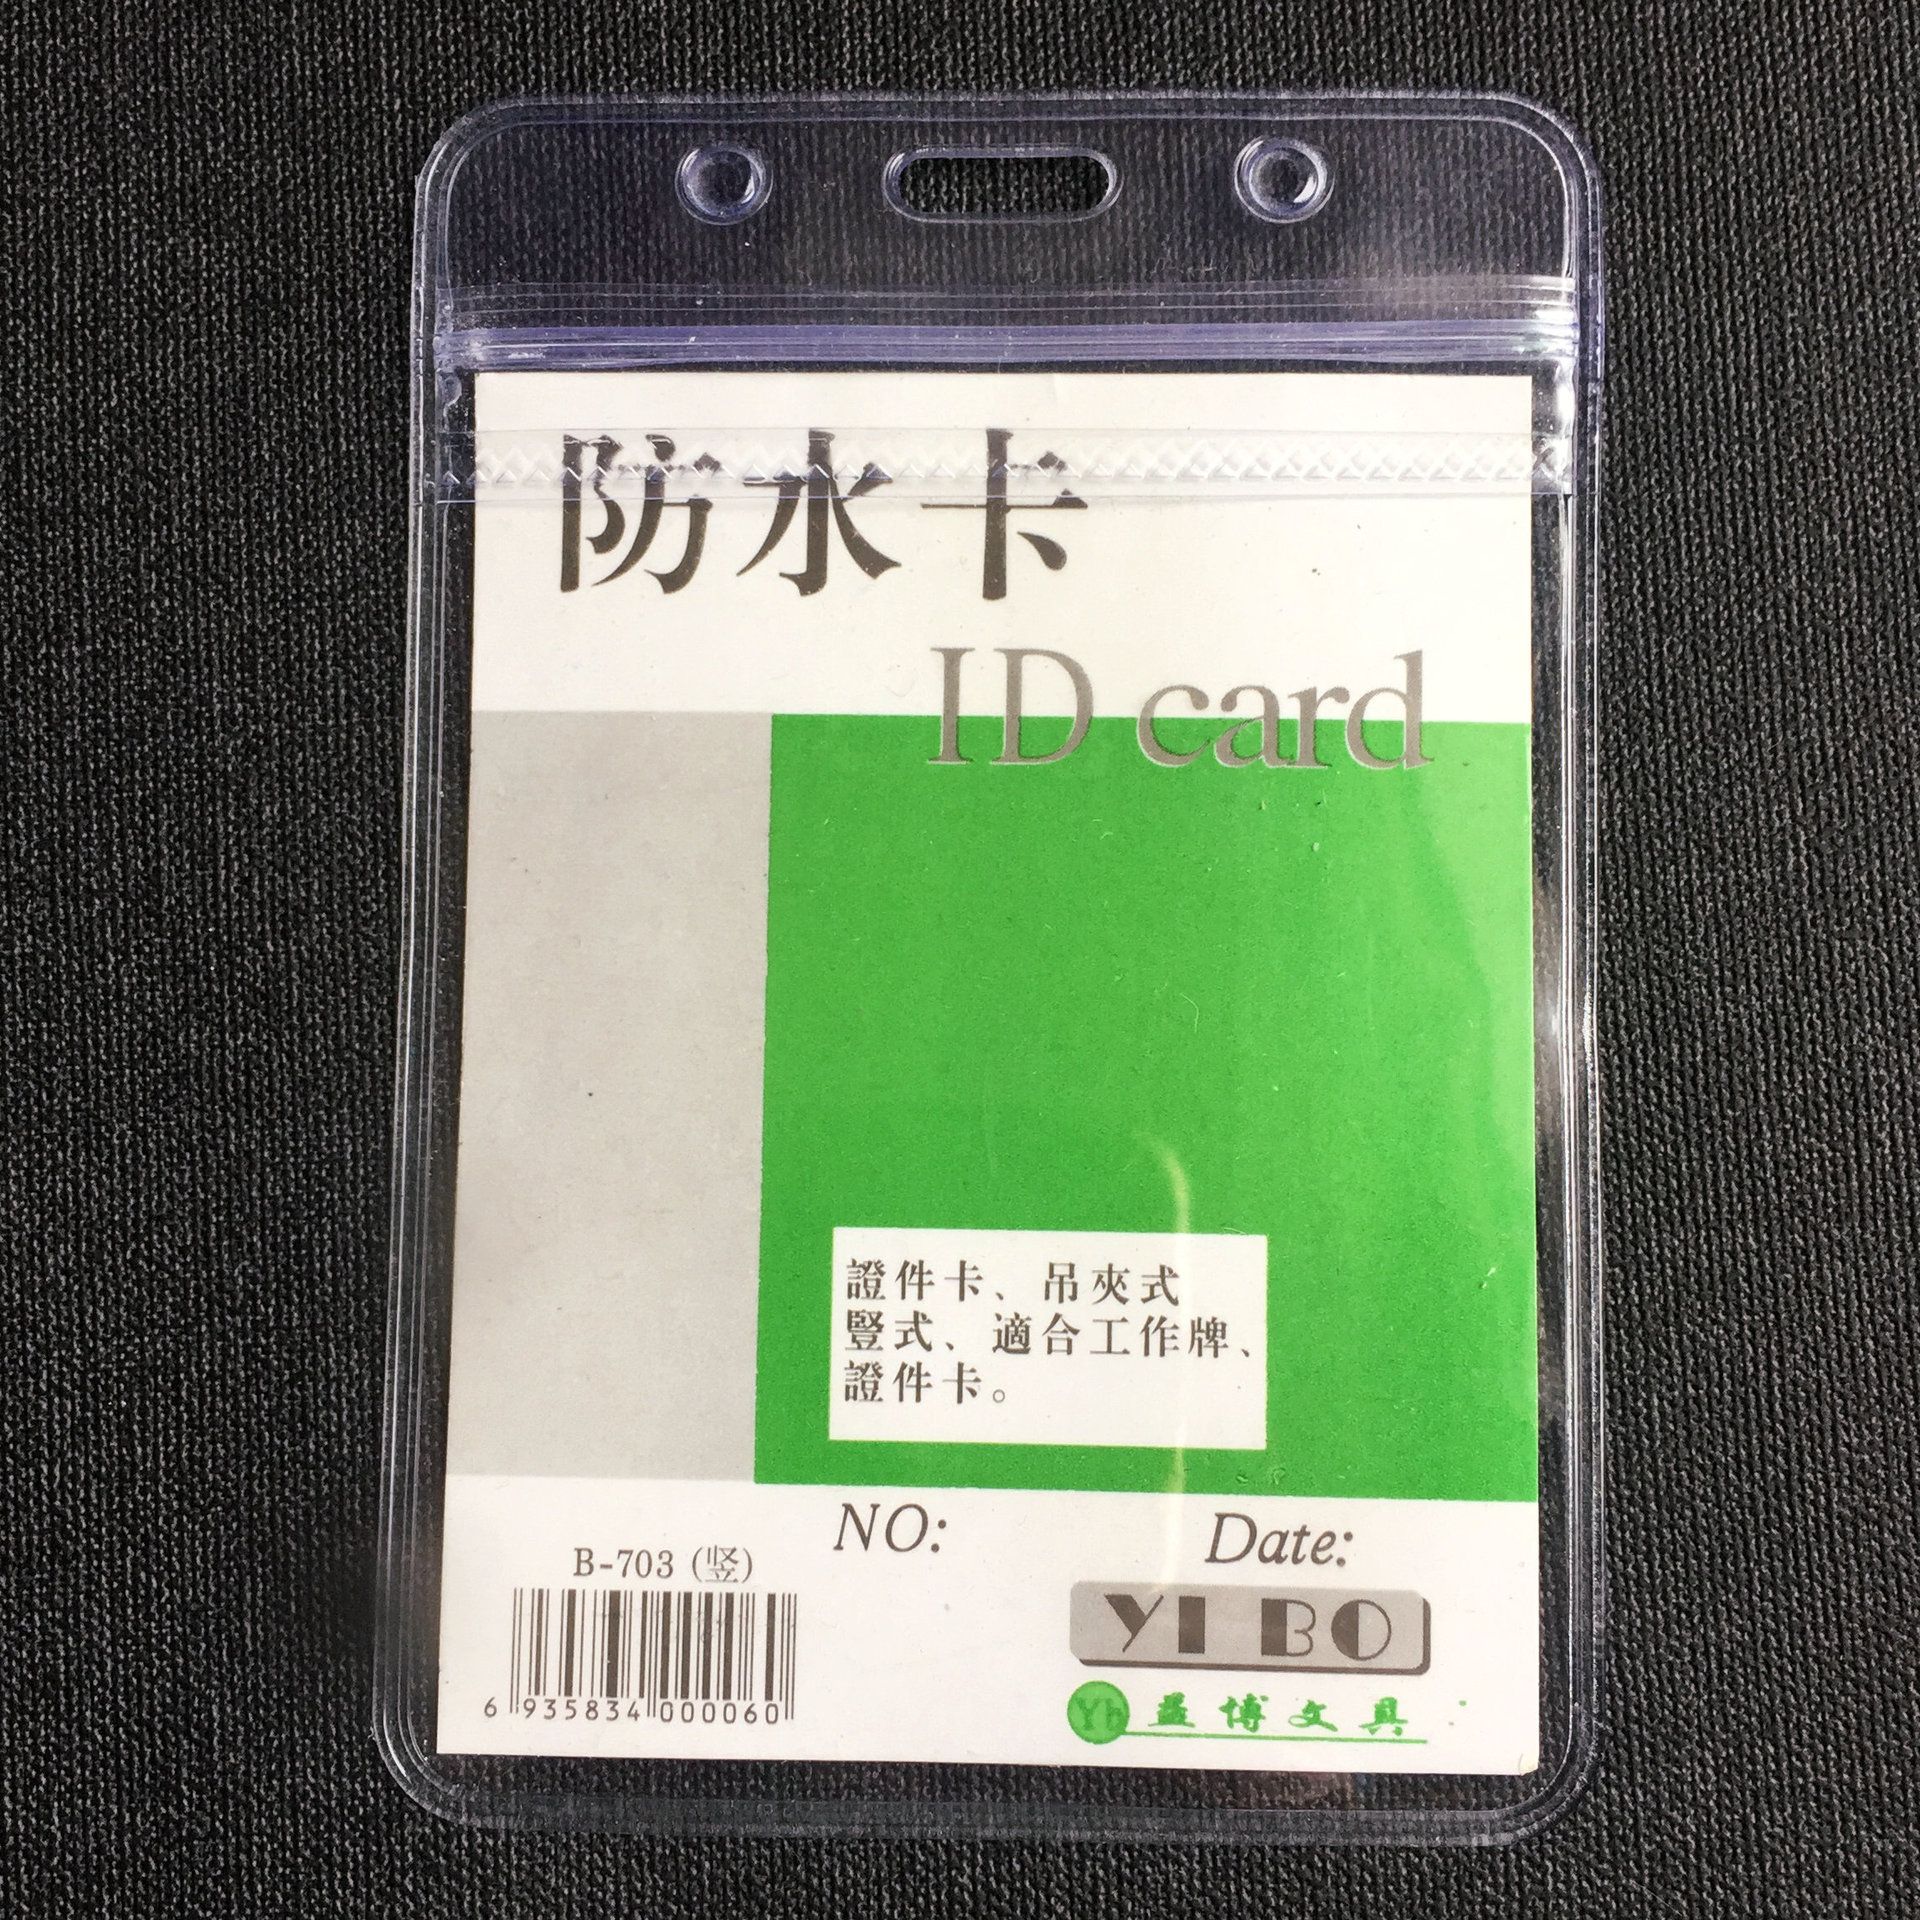 防水卡
ID card
證件卡、吊夾式
豎式、適合工作牌、
證件卡。
NO:
Date:
B-703 (竖)
6 935834 000060
YI BO
Yb 益博文具